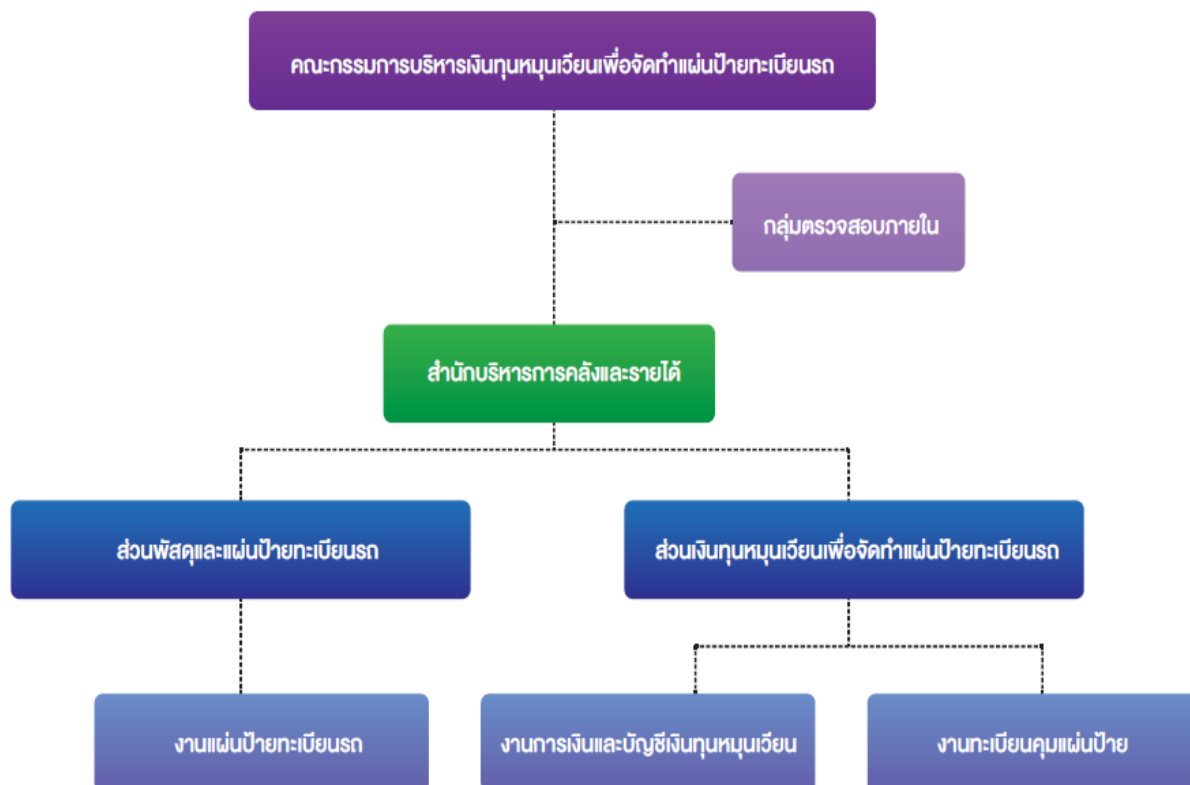 คณะกรรมการบริหารเงินทุนหมุนเวียนเพื่อจัดทำแผ่นป้ายทะเบียนรถ
กลุ่มตรวจสอบภายใน
สำนักบริหารการคลังและรายได้
ส่วนพัสดุและแผ่นป้ายทะเบียนรถ
ส่วนเงินทุนหมุนเวียนเพื่อจัดทำแผ่นป้ายทะเบียนรถ
งานแผ่นป้ายทะเบียนรถ
งานการเงินและบัญชีเงินทุนหมุนเวียน
งานทะเบียนคุมแผ่นป้าย